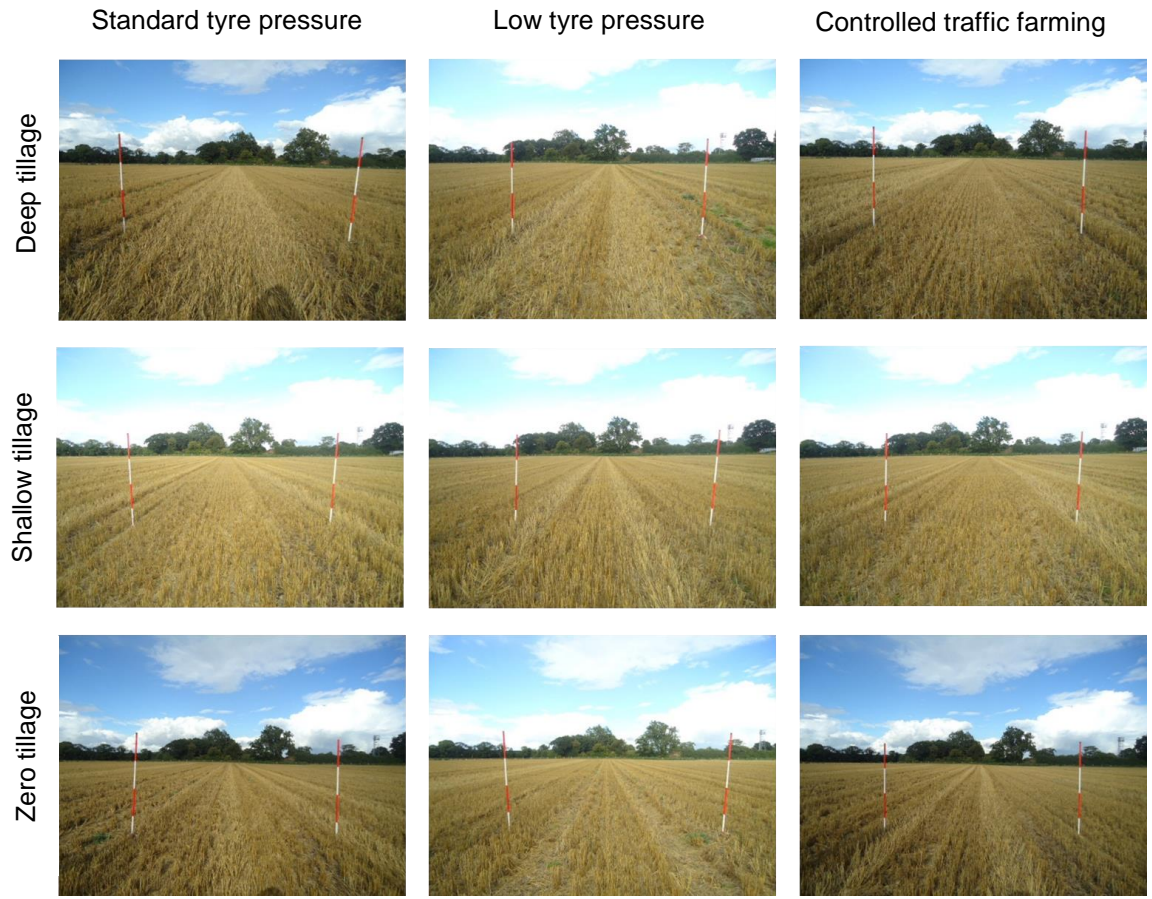 Standard tyre pressure
Low tyre pressure
Controlled traffic farming
Deep tillage
Shallow tillage
Zero tillage